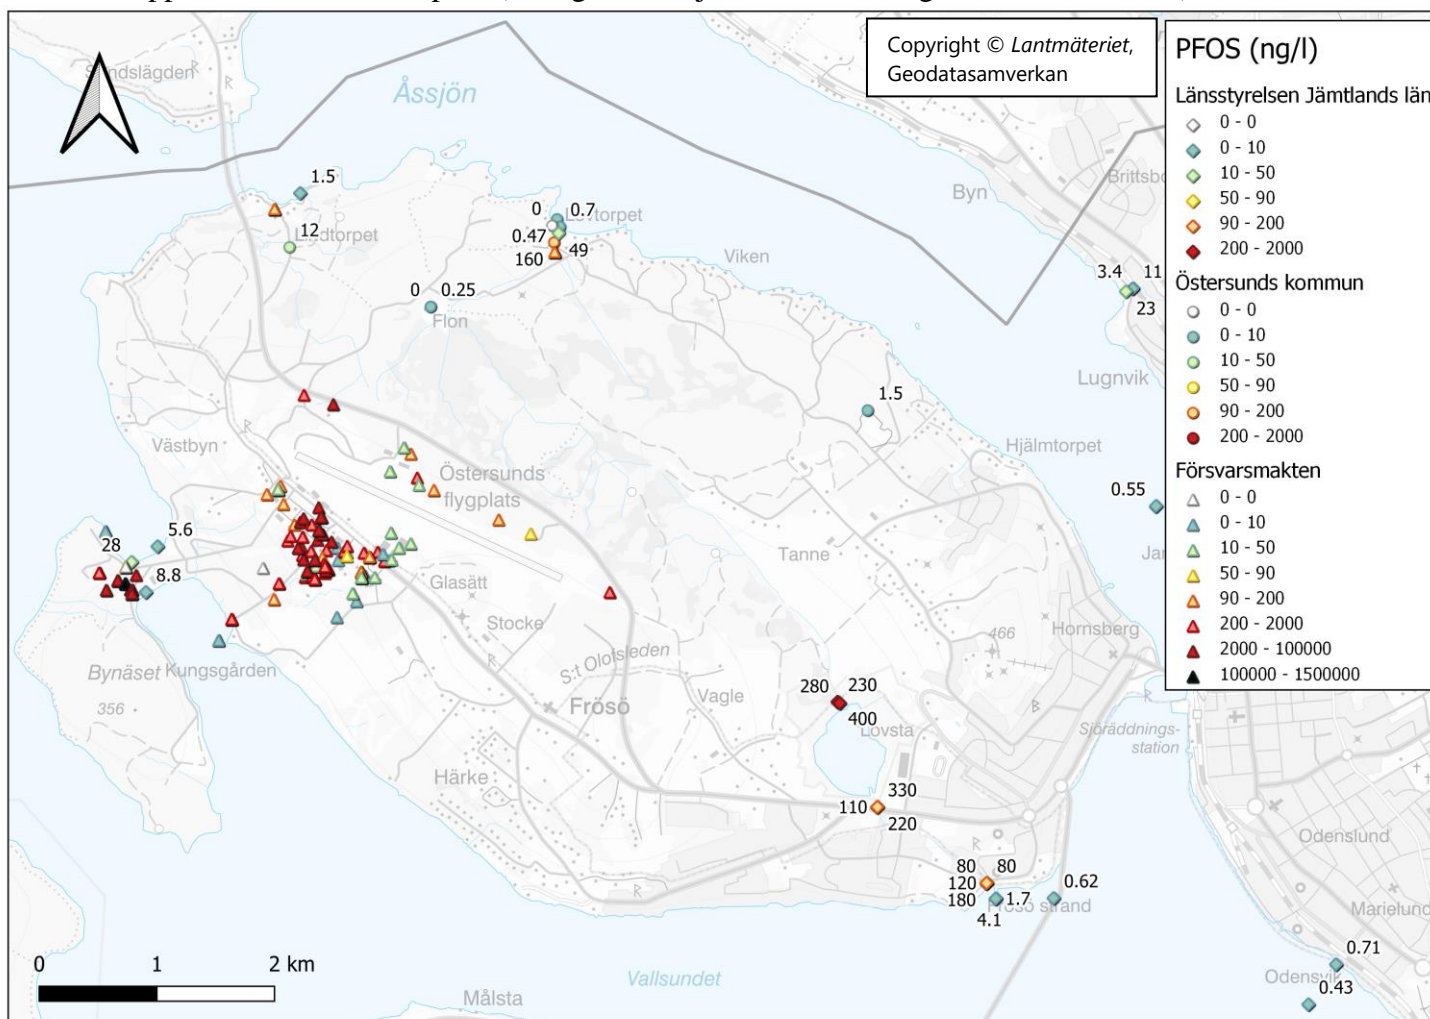 Åssjön
Copyright © Lantmäteriet,
Geodatasamverkan
PFOS (ng/l)
Länsstyrelsen Jämtlands län
0 - 0
0 - 10
10 - 50
50 - 90
90 - 200
200 - 2000
Östersunds kommun
0 - 0
0 - 10
10 - 50
50 - 90
90 - 200
200 - 2000
Försvarsmakten
0 - 0
0 - 10
10 - 50
50 - 90
90 - 200
200 - 2000
2000 - 100000
100000 - 1500000
1.5
12
0
0.7
0.47
49
160
Viken
Byn
3.4
11
23
0
0.25
Flon
Lugnvik
1.5
Hjälmtorpet
Västbyn
Östersunds
flygplats
0.55
5.6
28
8.8
Tanne
Glasätt
Stocke
466
Hornsberg
S:t Olofsleden
Bynäset
Kungsgården
356
Frösö
Vagle
280
230
400
Lövsta
Sjöräddnings-
station
Härke
330
110
220
Odenslund
80
80
120
180
1.7
4.1
0.62
Frösö strand
Marielund
0.71
Odensvik
0.43
0
1
2 km
Vallsundet
Målsta